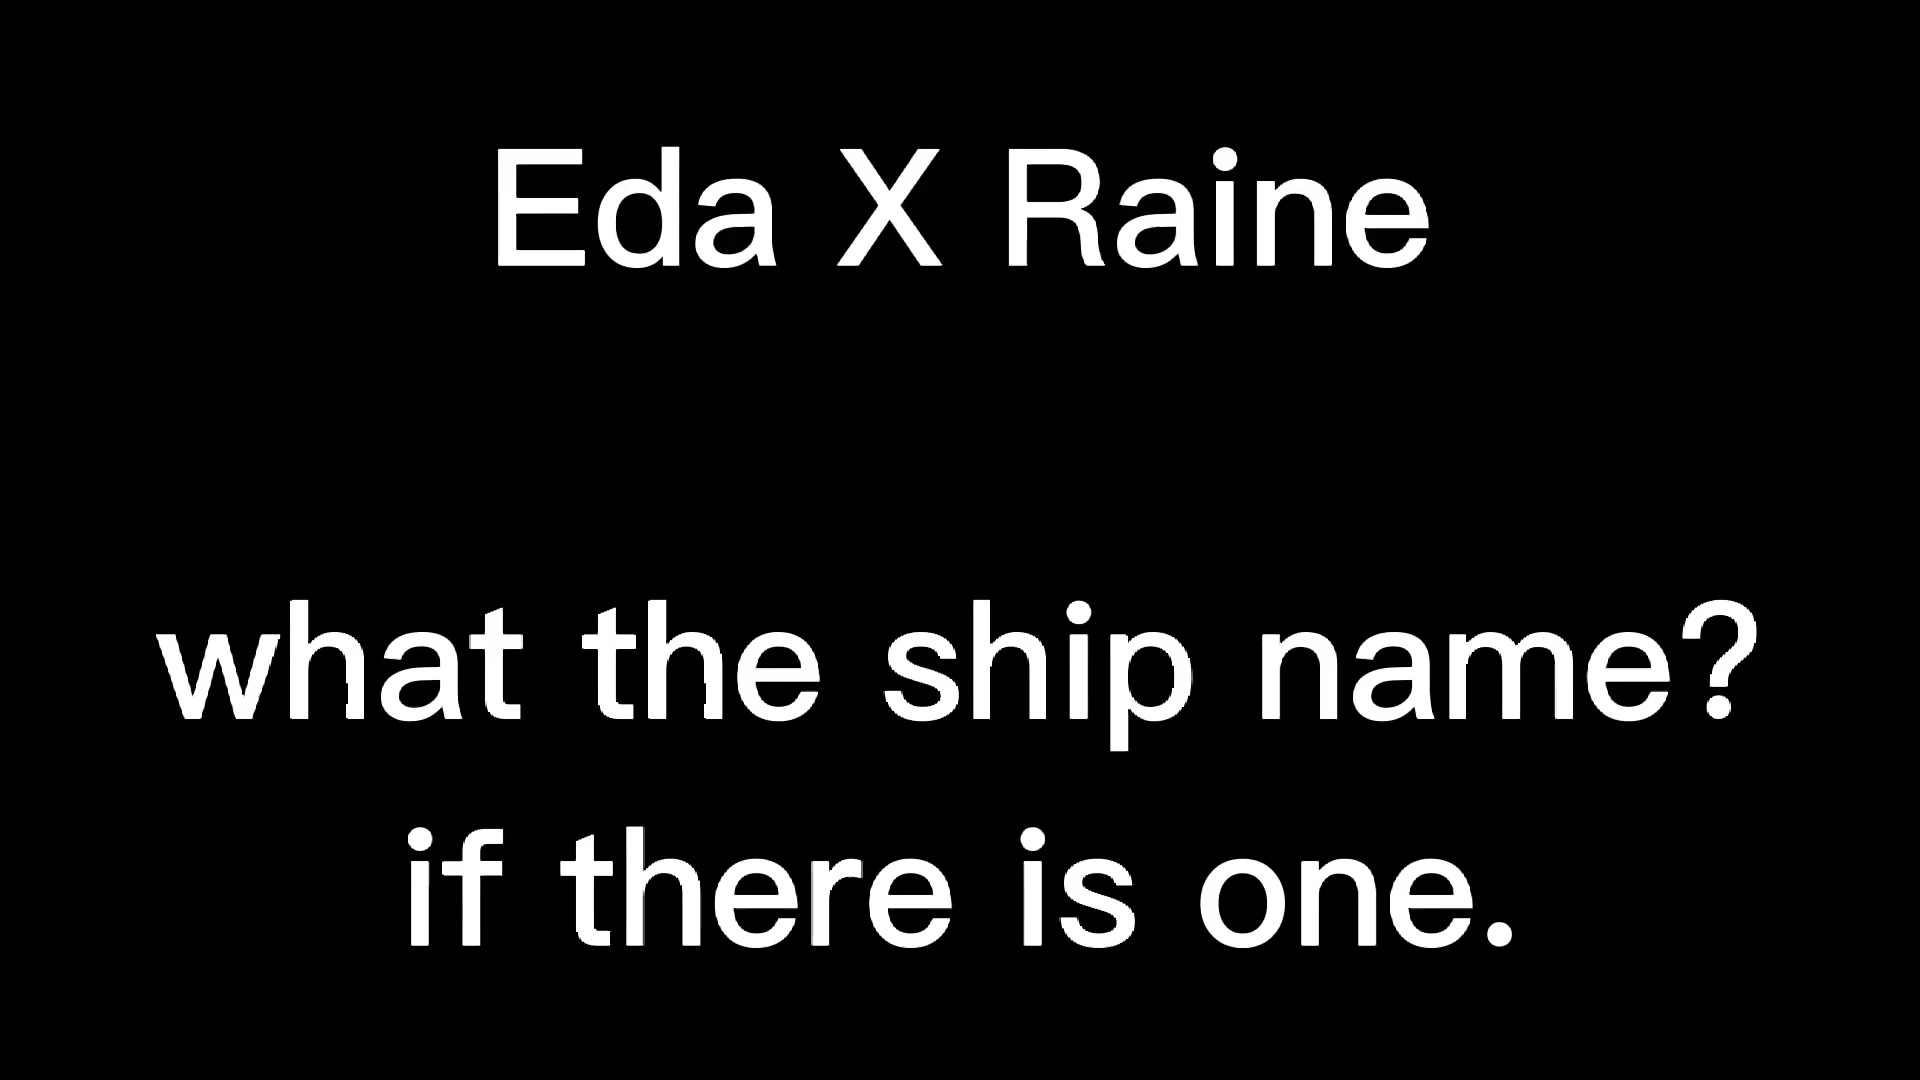 Eda X Raine
what the ship name?
if there is one.